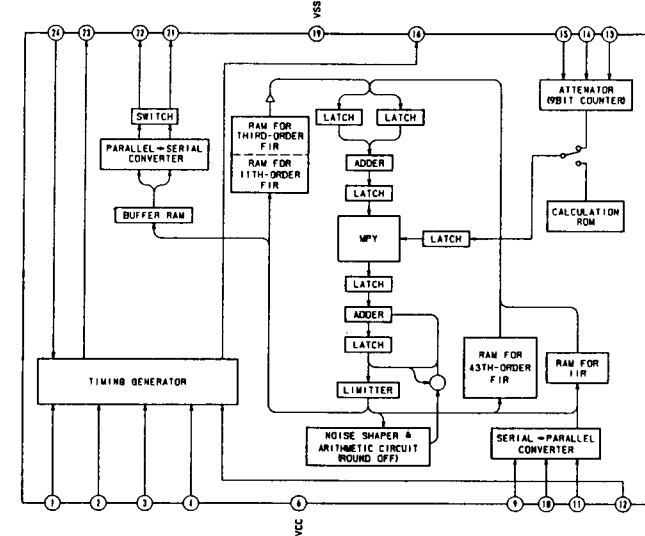 VSS
24 23 22 21 19 16 15 14 13
SWITCH
PARALLEL⇒SERIAL
CONVERTER
BUFFER RAM
RAM FOR
THIRD-ORDER
FIR
RAM FOR
11TH-ORDER
FIR
LATCH LATCH
ADDER
LATCH
MPY
LATCH
LATCH
ADDER
LATCH
LIMITTER
NOISE SHAPER &
ARITHMETIC CIRCUIT
(ROUND OFF)
ATTENATOR
(9BIT COUNTER)
CALCULATION
ROM
TIMING GENERATOR
RAM FOR
43TH-ORDER
FIR
RAM FOR
IIR
SERIAL⇒PARALLEL
CONVERTER
1 2 3 4 6 9 10 11 12
VCC